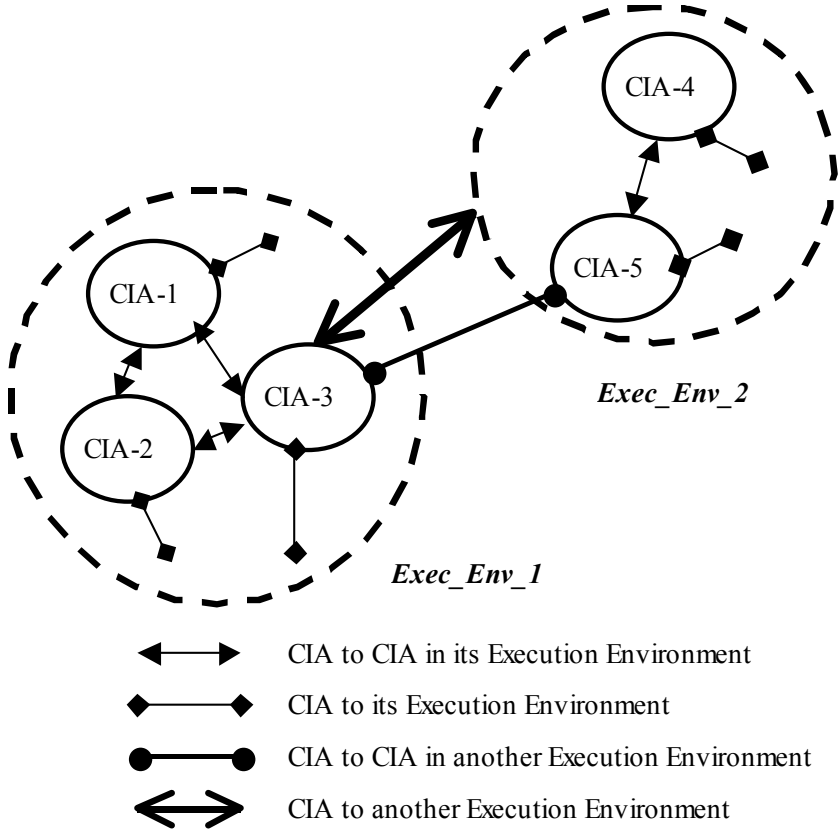 CIA-4
CIA-5
CIA-1
CIA-3
CIA-2
Exec_Env_2
Exec_Env_1
CIA to CIA in its Execution Environment
CIA to its Execution Environment
CIA to CIA in another Execution Environment
CIA to another Execution Environment